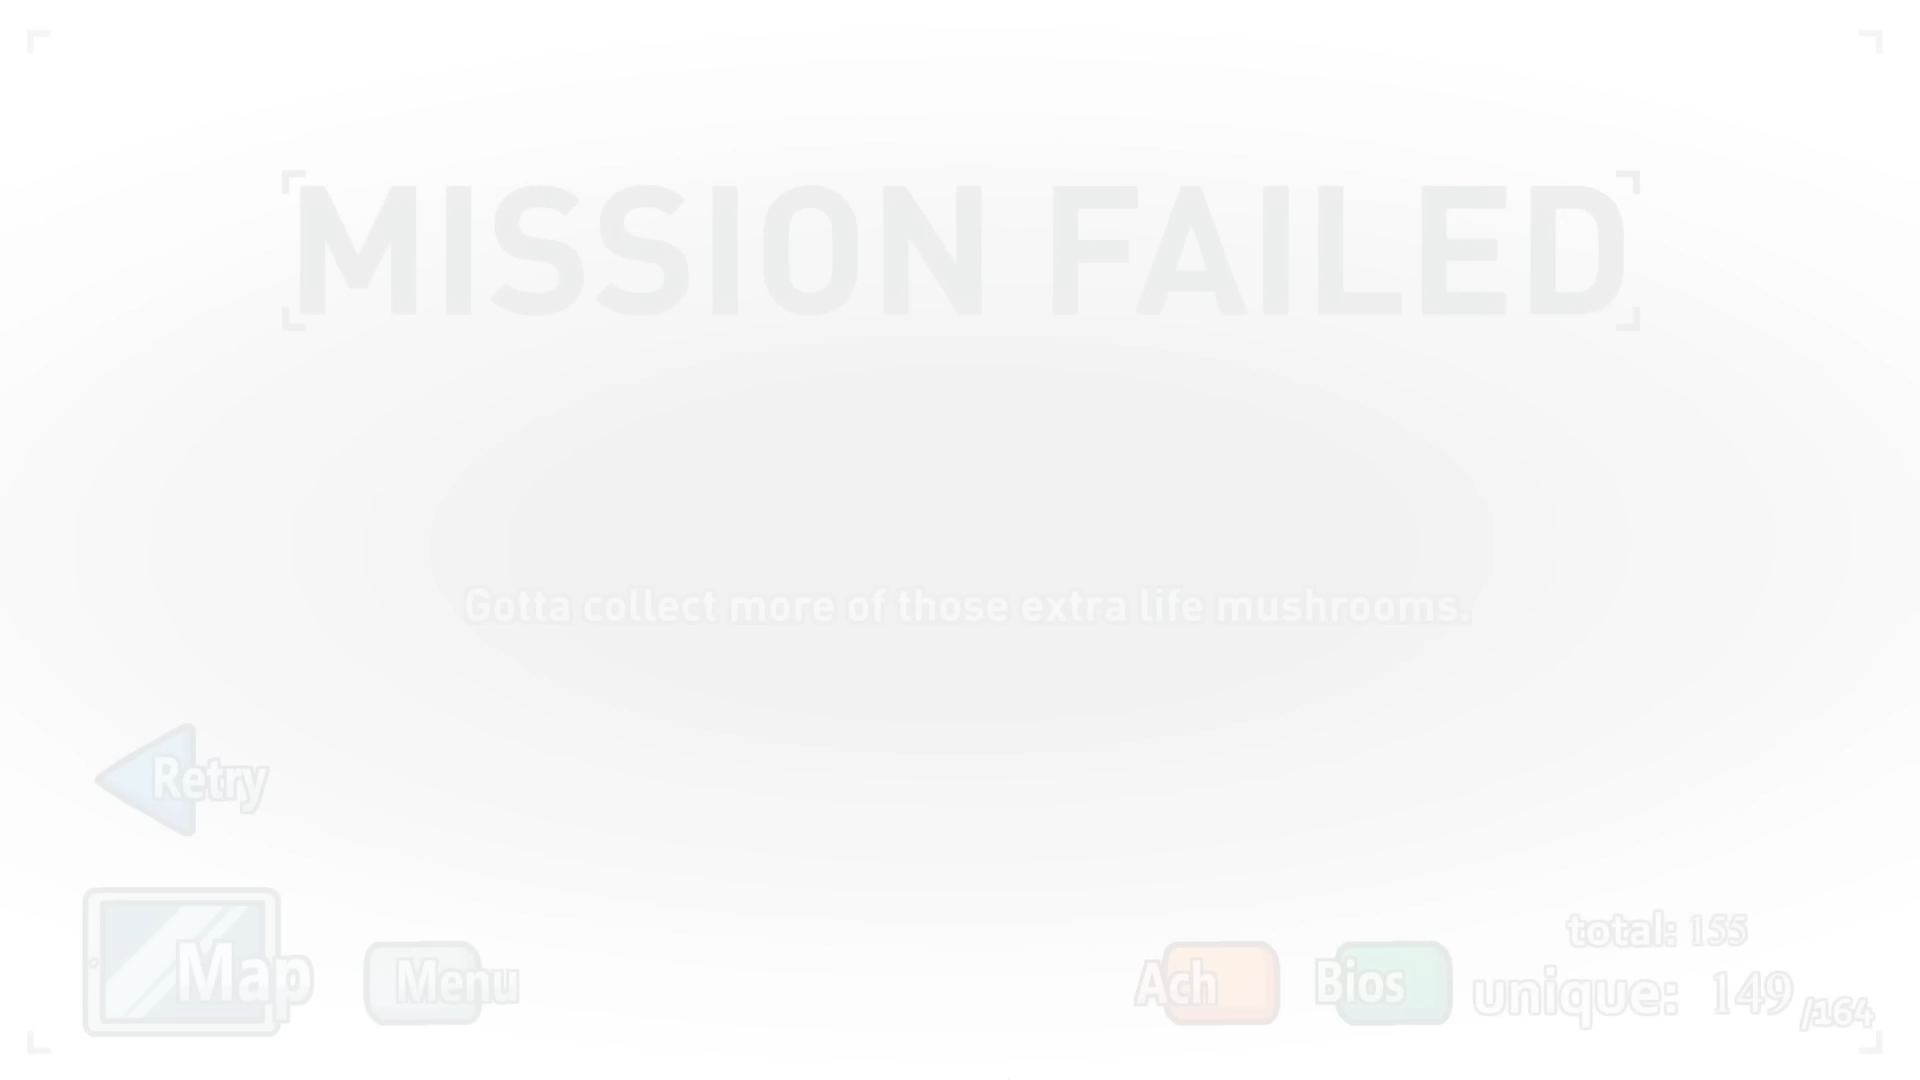 MISSION FAILED
Gotta collect more of those extra life mushrooms.
Retry
Map
Menu
Ach
Bios
total: 155
unique: 149 /164